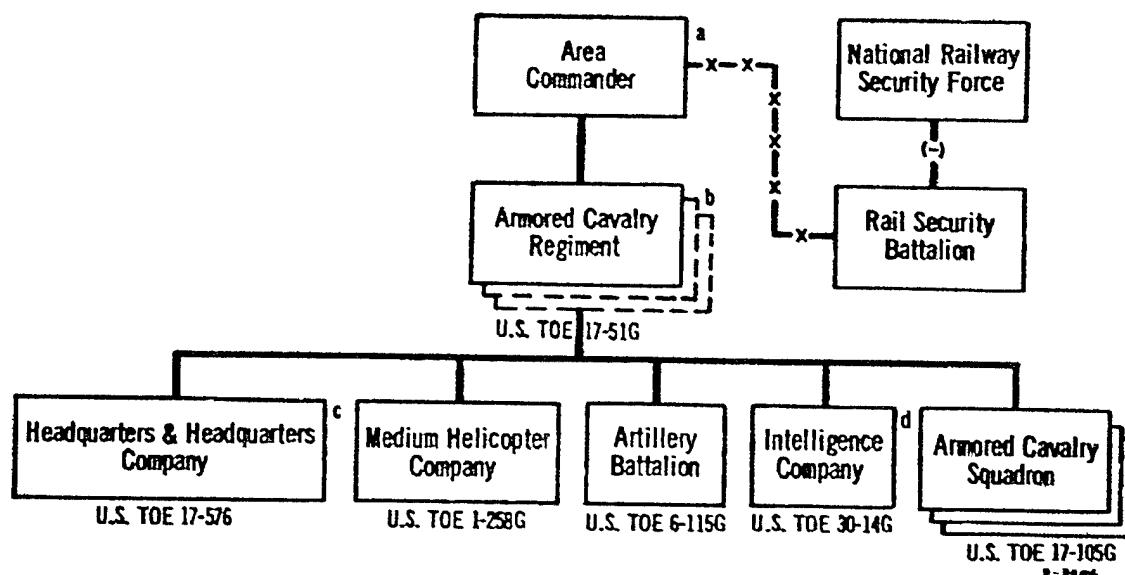 Area
Commander
a
x
x
x
x
x
x
National Railway
Security Force
(-)
Rail Security
Battalion
Armored Cavalry
Regiment
b
U.S. TOE 17-51G
Headquarters & Headquarters
Company
c
U.S. TOE 17-576
Medium Helicopter
Company
U.S. TOE 1-258G
Artillery
Battalion
U.S. TOE 6-115G
Intelligence
Company
d
U.S. TOE 30-14G
Armored Cavalry
Squadron
U.S. TOE 17-105G